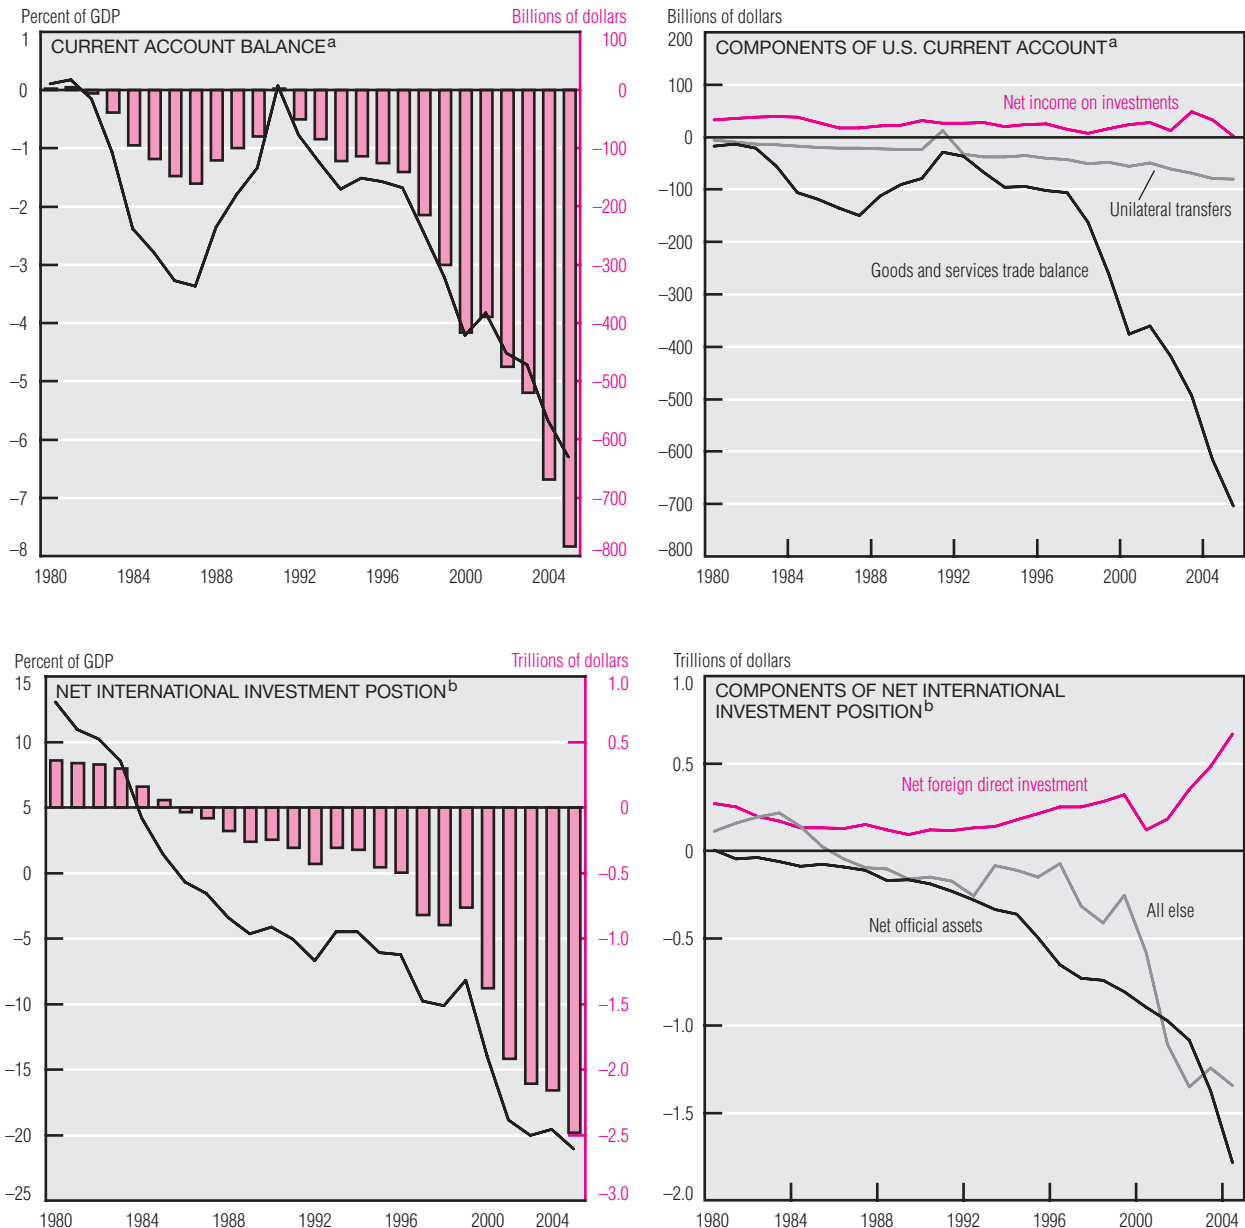 Percent of GDP
Billions of dollars
CURRENT ACCOUNT BALANCEa
1
0
–1
–2
–3
–4
–5
–6
–7
–8
100
0
–100
–200
–300
–400
–500
–600
–700
–800
1980 1984 1988 1992 1996 2000 2004
Billions of dollars
COMPONENTS OF U.S. CURRENT ACCOUNTa
200
100
0
–100
–200
–300
–400
–500
–600
–700
–800
Net income on investments
Unilateral transfers
Goods and services trade balance
1980 1984 1988 1992 1996 2000 2004
Percent of GDP
Trillions of dollars
NET INTERNATIONAL INVESTMENT POSTIONb
15
10
5
0
–5
–10
–15
–20
–25
1.0
0.5
0
–0.5
–1.0
–1.5
–2.0
–2.5
–3.0
1980 1984 1988 1992 1996 2000 2004
Trillions of dollars
COMPONENTS OF NET INTERNATIONAL
INVESTMENT POSITIONb
1.0
0.5
0
–0.5
–1.0
–1.5
–2.0
Net foreign direct investment
All else
Net official assets
1980 1984 1988 1992 1996 2000 2004